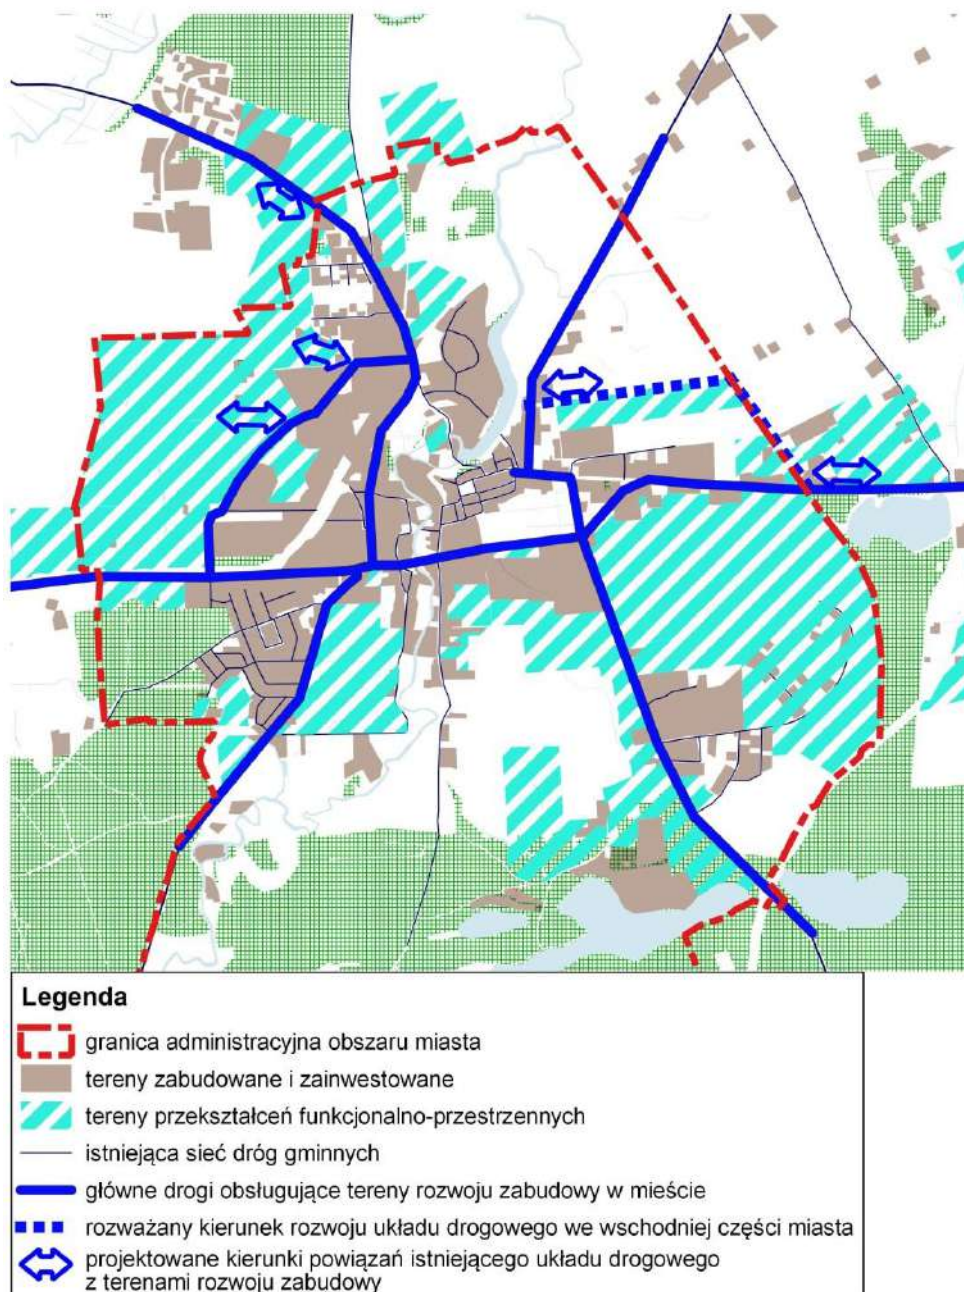 Legenda
granica administracyjna obszaru miasta
tereny zabudowane i zainwestowane
tereny przekształceń funkcjonalno-przestrzennych
istniejąca sieć dróg gminnych
główne drogi obsługujące tereny rozwoju zabudowy w mieście
rozważany kierunek rozwoju układu drogowego we wschodniej części miasta
projektowane kierunki powiązań istniejącego układu drogowego
z terenami rozwoju zabudowy